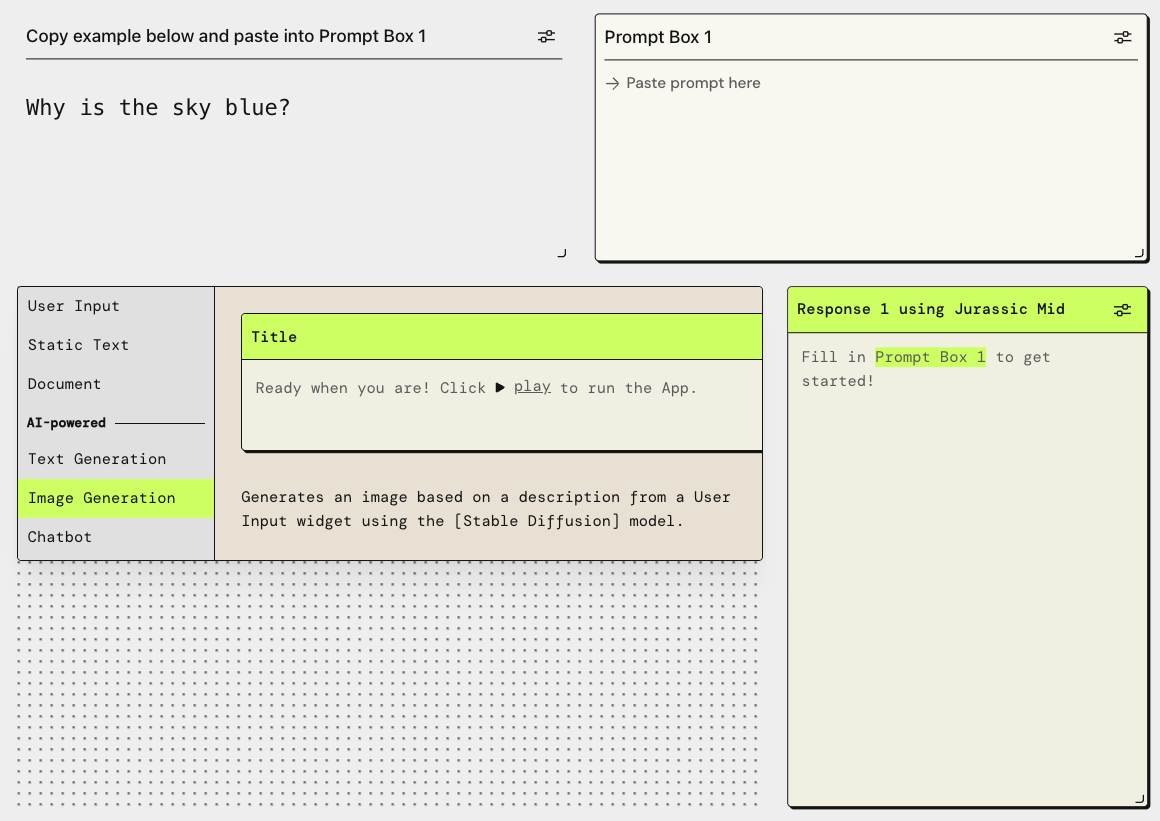 Copy example below and paste into Prompt Box 1
Why is the sky blue?
Prompt Box 1
Paste prompt here
User Input
Static Text
Document
AI-powered
Text Generation
Image Generation
Chatbot
Title
Ready when you are! Click play to run the App.
Generates an image based on a description from a User
Input widget using the [Stable Diffusion] model.
Response 1 using Jurassic Mid
Fill in Prompt Box 1 to get
started!